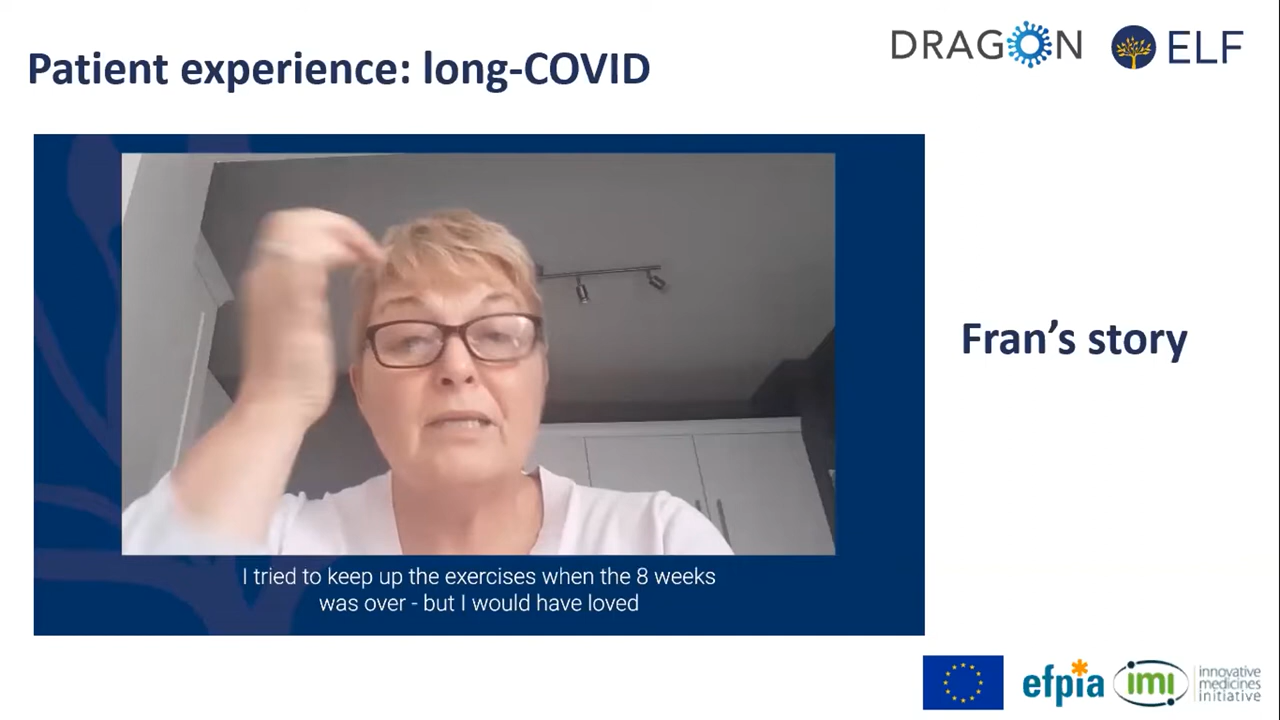 Patient experience: long-COVID
DRAGON
ELF
Fran's story
I tried to keep up the exercises when the 8 weeks
was over - but I would have loved
efpia
imi
innovative
medicines
initiative